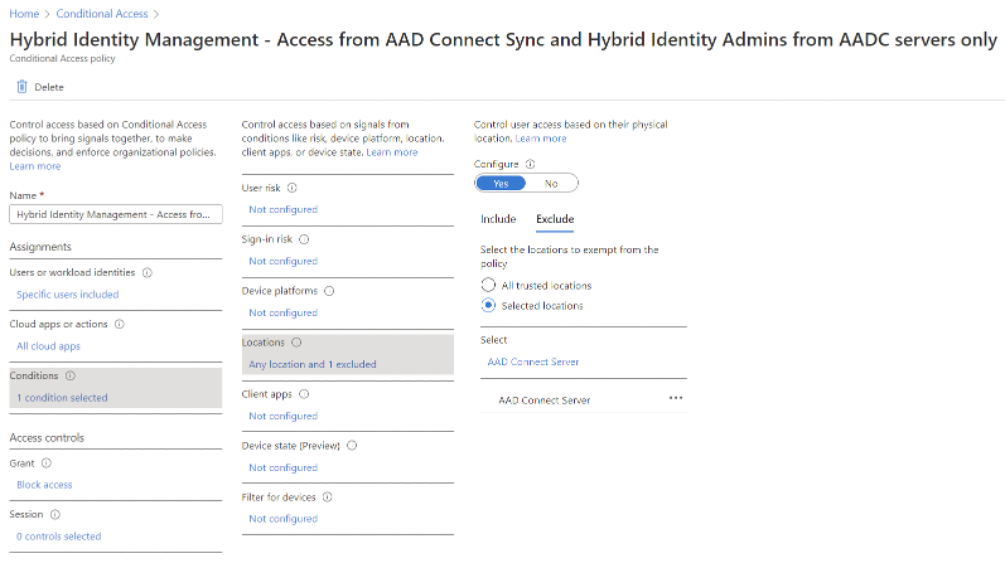 Home > Conditional Access >
Hybrid Identity Management - Access from AAD Connect Sync and Hybrid Identity Admins from AADC servers only
Conditional Access policy
Delete
Control access based on Conditional Access
policy to bring signals together, to make
decisions, and enforce organizational policies.
Learn more
Name *
Hybrid Identity Management - Access fro...
Assignments
Users or workload identities
Specific users included
Cloud apps or actions
All cloud apps
Conditions
1 condition selected
Access controls
Grant
Block access
Session
0 controls selected
Control access based on signals from
conditions like risk, device platform, location,
client apps, or device state. Learn more
User risk
Not configured
Sign-in risk
Not configured
Device platforms
Not configured
Locations
Any location and 1 excluded
Client apps
Not configured
Device state (Preview)
Not configured
Filter for devices
Not configured
Control user access based on their physical
location. Learn more
Configure
Yes No
Include Exclude
Select the locations to exempt from the
policy
All trusted locations
Selected locations
Select
AAD Connect Server
AAD Connect Server